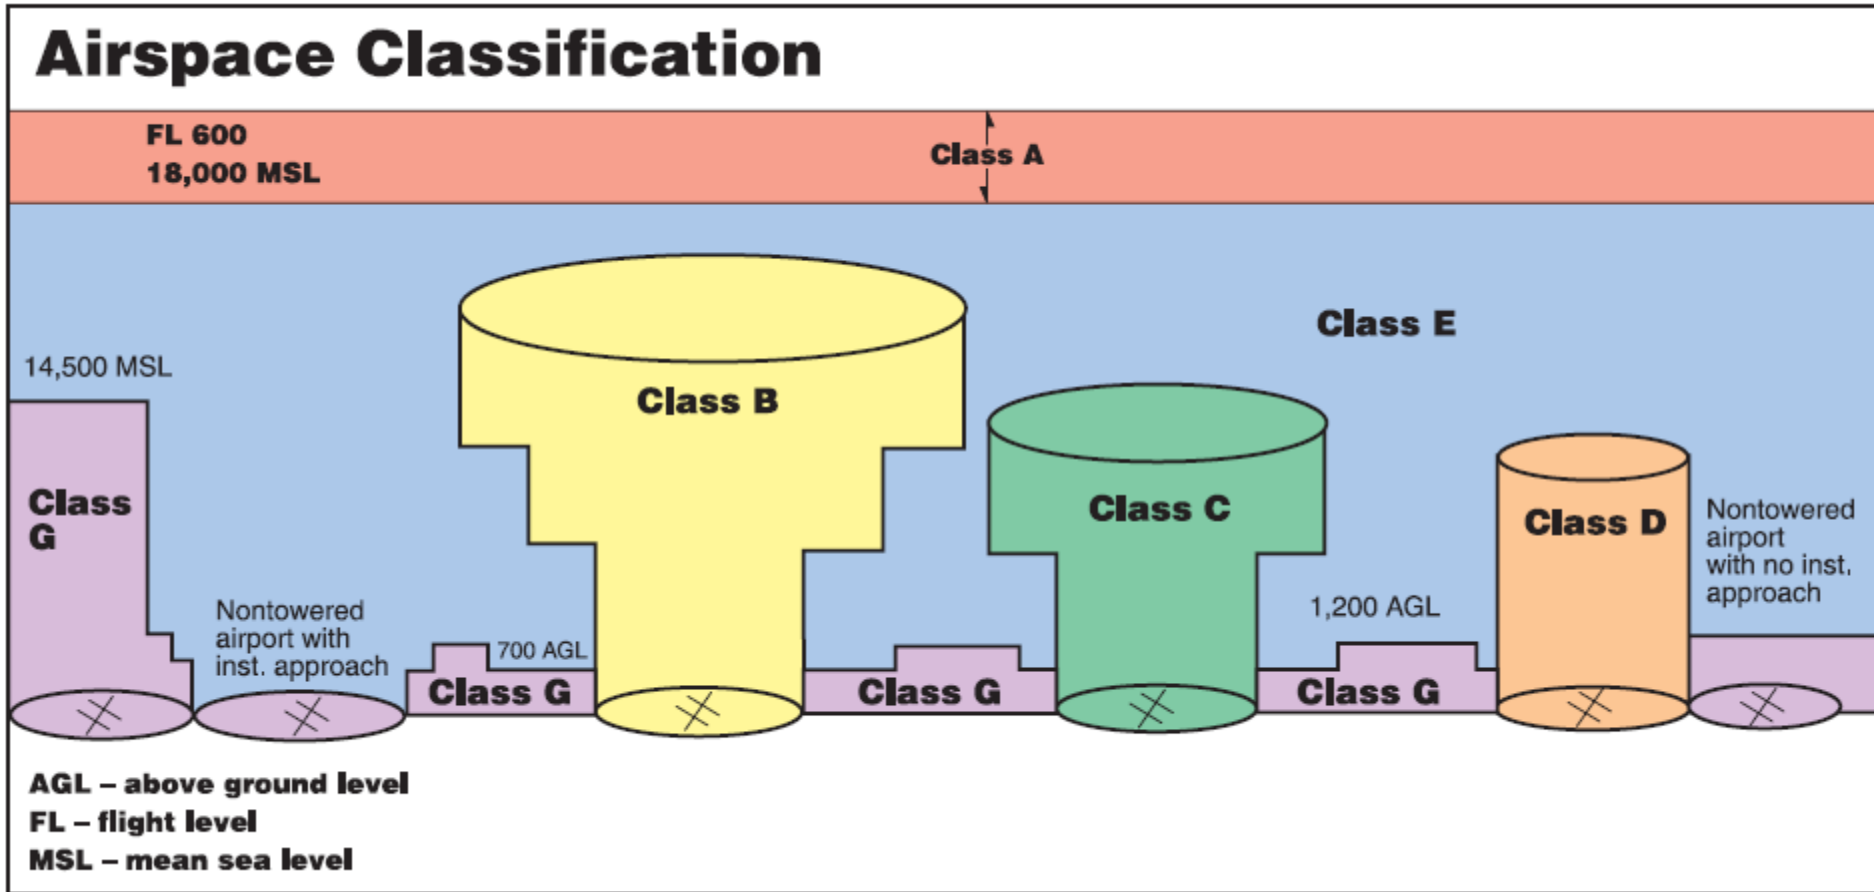 Airspace Classification
FL 600
18,000 MSL
Class A
Class E
14,500 MSL
Class B
Class
G
Class C
Class D
Nontowered
airport
with no inst.
approach
Nontowered
airport with
inst. approach
700 AGL
1,200 AGL
Class G
Class G
Class G
AGL – above ground level
FL – flight level
MSL – mean sea level